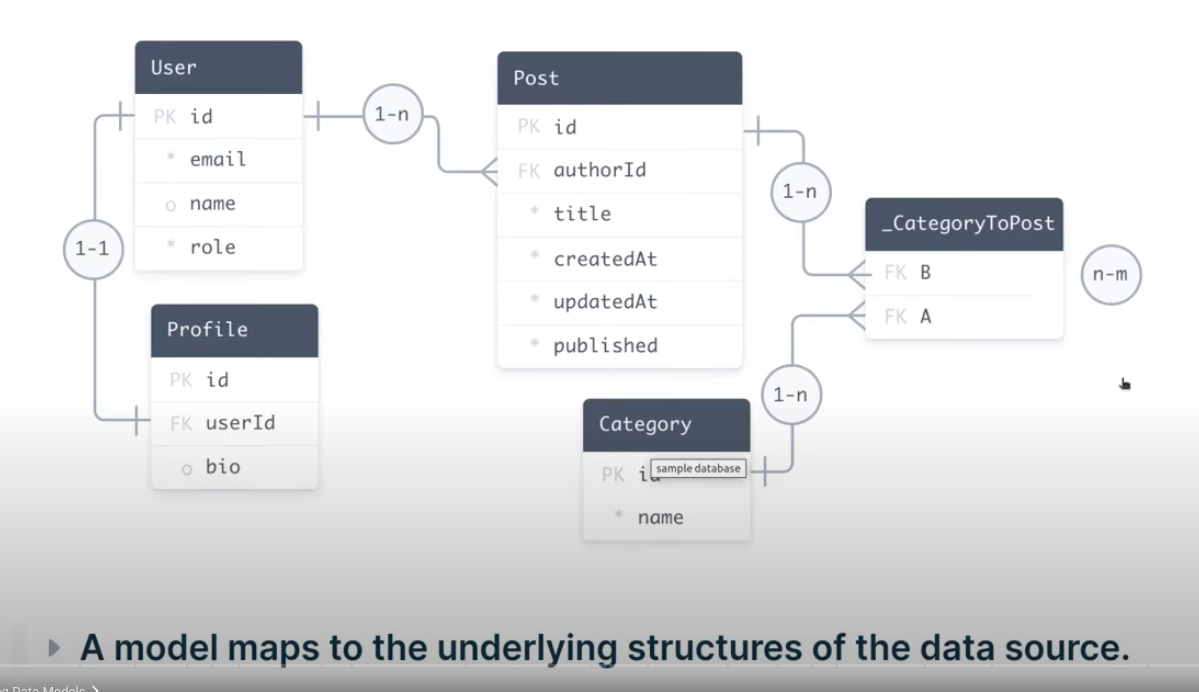 User
PK id
* email
o name
* role
1-n
1-1
Profile
PK id
FK userId
o bio
Post
PK id
FK authorId
* title
* createdAt
* updatedAt
* published
1-n
_CategoryToPost
FK B
FK A
n-m
1-n
Category
PK id
sample database
* name
A model maps to the underlying structures of the data source.
Data Models